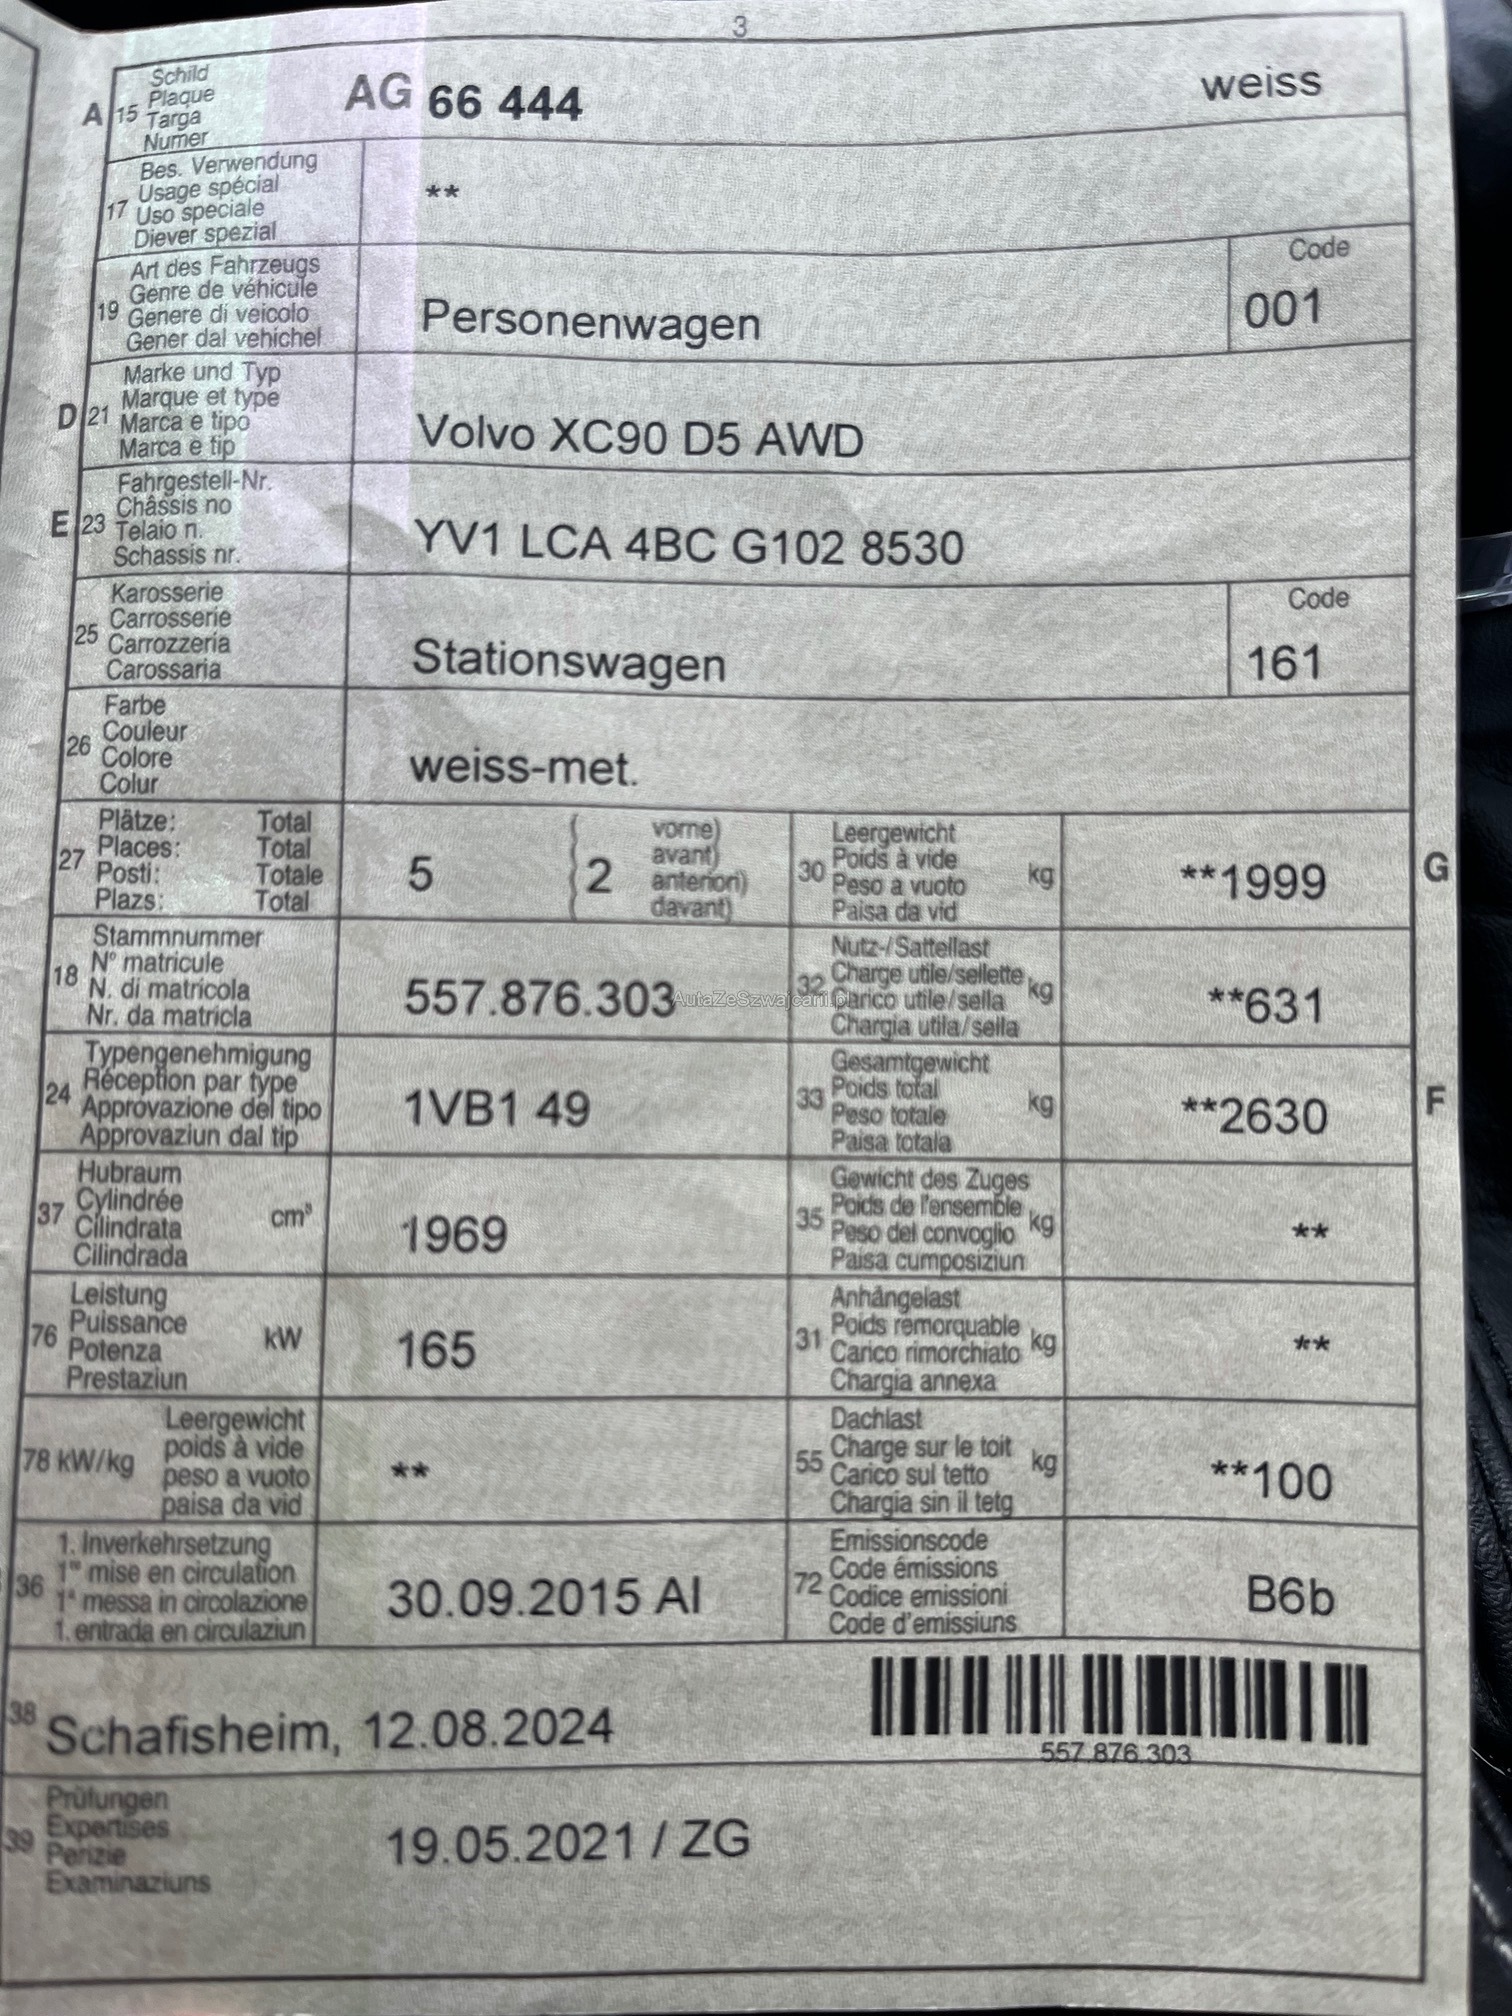 3
A 15 Schild
Plaque
Targa
Numer
AG 66 444 weiss
17 Bes. Verwendung
Usage spécial
Uso speciale
Diever spezial
**
19 Art des Fahrzeugs
Genre de véhicule
Genere di veicolo
Gener dal vehichel
Personenwagen
Code
001
D 21 Marke und Typ
Marque et type
Marca e tipo
Marca e tip
Volvo XC90 D5 AWD
E 23 Fahrgestell-Nr.
Châssis no
Telaio n.
Schassis nr.
YV1 LCA 4BC G102 8530
25 Karosserie
Carrosserie
Carrozzeria
Carossaria
Stationswagen
Code
161
26 Farbe
Couleur
Colore
Colur
weiss-met.
27 Plätze: Total
Places: Total
Posti: Totale
Plazs: Total
5
2
vorne)
avant)
anteriori)
davant)
30 Leergewicht
Poids à vide
Peso a vuoto
Paisa da vid
kg
**1999
G
18 Stammnummer
N° matricule
N. di matricola
Nr. da matricla
557.876.303
AutaZeSzwajcarii.pl
32 Nutz-/Sattellast
Charge utile/sellette
Carico utile/sella
Chargia utila/sella
kg
**631
24 Typengenehmigung
Réception par type
Approvazione del tipo
Approvaziun dal tip
1VB1 49
33 Gesamtgewicht
Poids total
Peso totale
Paisa totala
kg
**2630
F
37 Hubraum
Cylindrée
Cilindrata
Cilindrada
cm³
1969
35 Gewicht des Zuges
Poids de l'ensemble
Peso del convoglio
Paisa cumposiziun
kg
**
76 Leistung
Puissance
Potenza
Prestaziun
kW
165
31 Anhängelast
Poids remorquable
Carico rimorchiato
Chargia annexa
kg
**
78 kW/kg
Leergewicht
poids à vide
peso a vuoto
paisa da vid
**
55 Dachlast
Charge sur le toit
Carico sul tetto
Chargia sin il tetg
kg
**100
36 1. Inverkehrsetzung
1re mise en circulation
1a messa in circolazione
1. entrada en circulaziun
30.09.2015 AI
72 Emissionscode
Code émissions
Codice emissioni
Code d'emissiuns
B6b
38 Schafisheim, 12.08.2024
557.876.303
39 Prüfungen
Expertises
Perizie
Examinaziuns
19.05.2021 / ZG